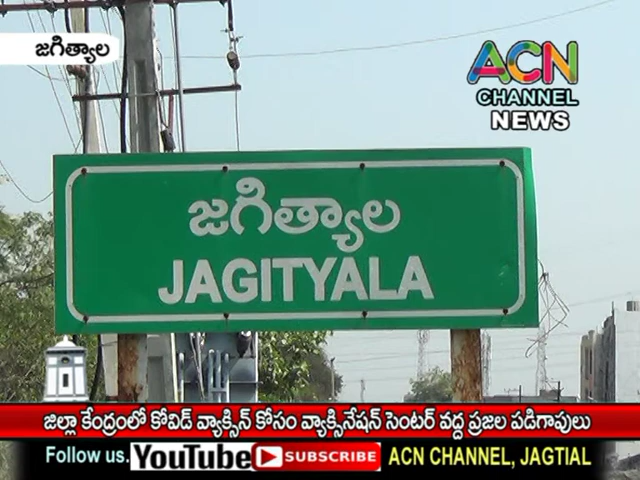 జగిత్యాల
ACN
CHANNEL
NEWS
జగిత్యాల
JAGITYALA
జిల్లా కేంద్రంలో కోవిడ్ వ్యాక్సిన్ కోసం వ్యాక్సినేషన్ సెంటర్ వద్ద ప్రజల పడిగాపులు
Follow us. YouTube SUBSCRIBE ACN CHANNEL, JAGTIAL